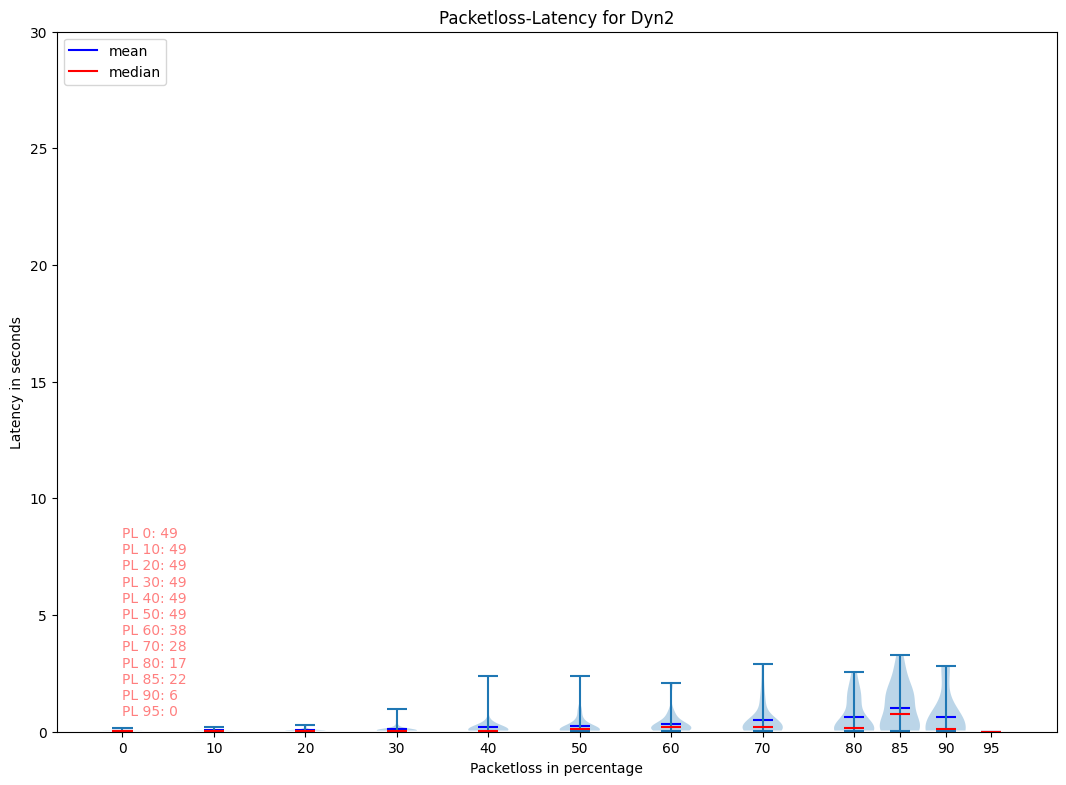 Packetloss-Latency for Dyn2
mean
median
30
25
20
15
10
5
0
Latency in seconds
PL 0: 49
PL 10: 49
PL 20: 49
PL 30: 49
PL 40: 49
PL 50: 49
PL 60: 38
PL 70: 28
PL 80: 17
PL 85: 22
PL 90: 6
PL 95: 0
0 10 20 30 40 50 60 70 80 85 90 95
Packetloss in percentage